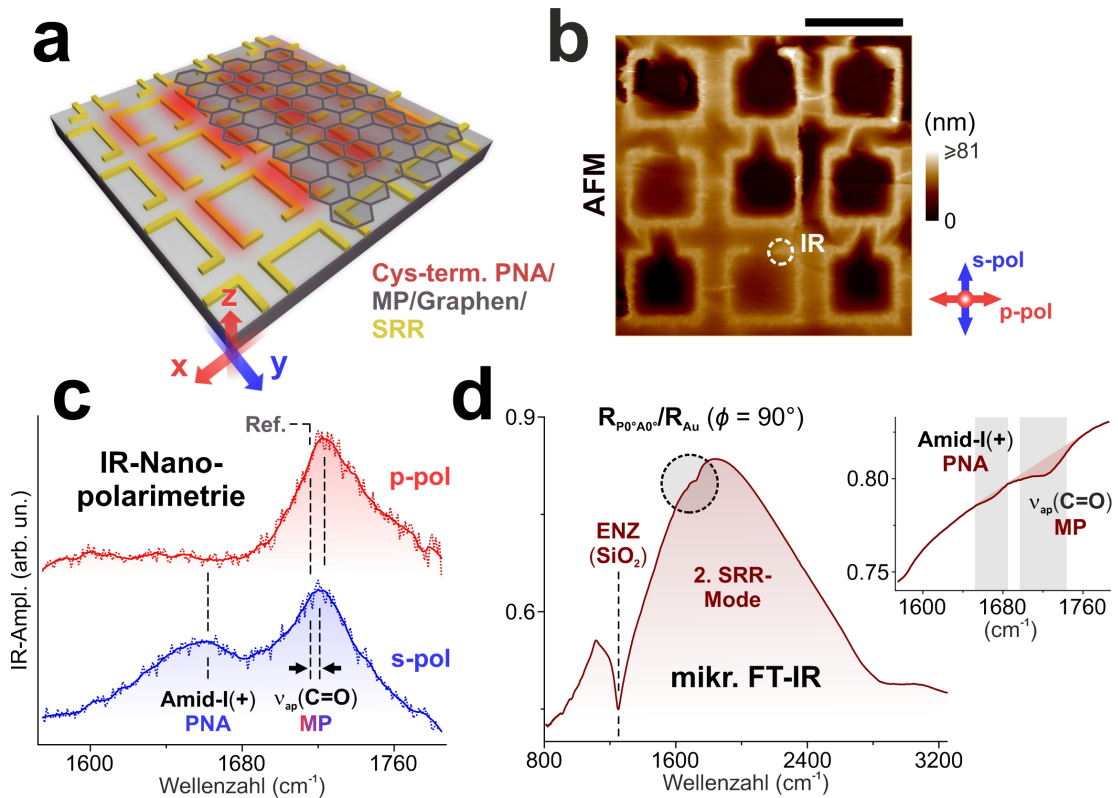 a
Cys-term. PNA/
MP/Graphen/
SRR
z
x
y
b
AFM
IR
(nm)
⩾81
0
s-pol
p-pol
c
Ref.
IR-Nano-
polarimetrie
p-pol
s-pol
Amid-I(+)
PNA
νₐₚ(C=O)
MP
IR-Ampl. (arb. un.)
1600
1680
1760
Wellenzahl (cm⁻¹)
d
R_P0°A0°/R_Au (ϕ = 90°)
0.9
0.6
ENZ
(SiO₂)
2. SRR-
Mode
mikr. FT-IR
800
1600
2400
3200
Wellenzahl (cm⁻¹)
Amid-I(+)
PNA
νₐₚ(C=O)
MP
0.80
0.75
1600
1680
1760
(cm⁻¹)